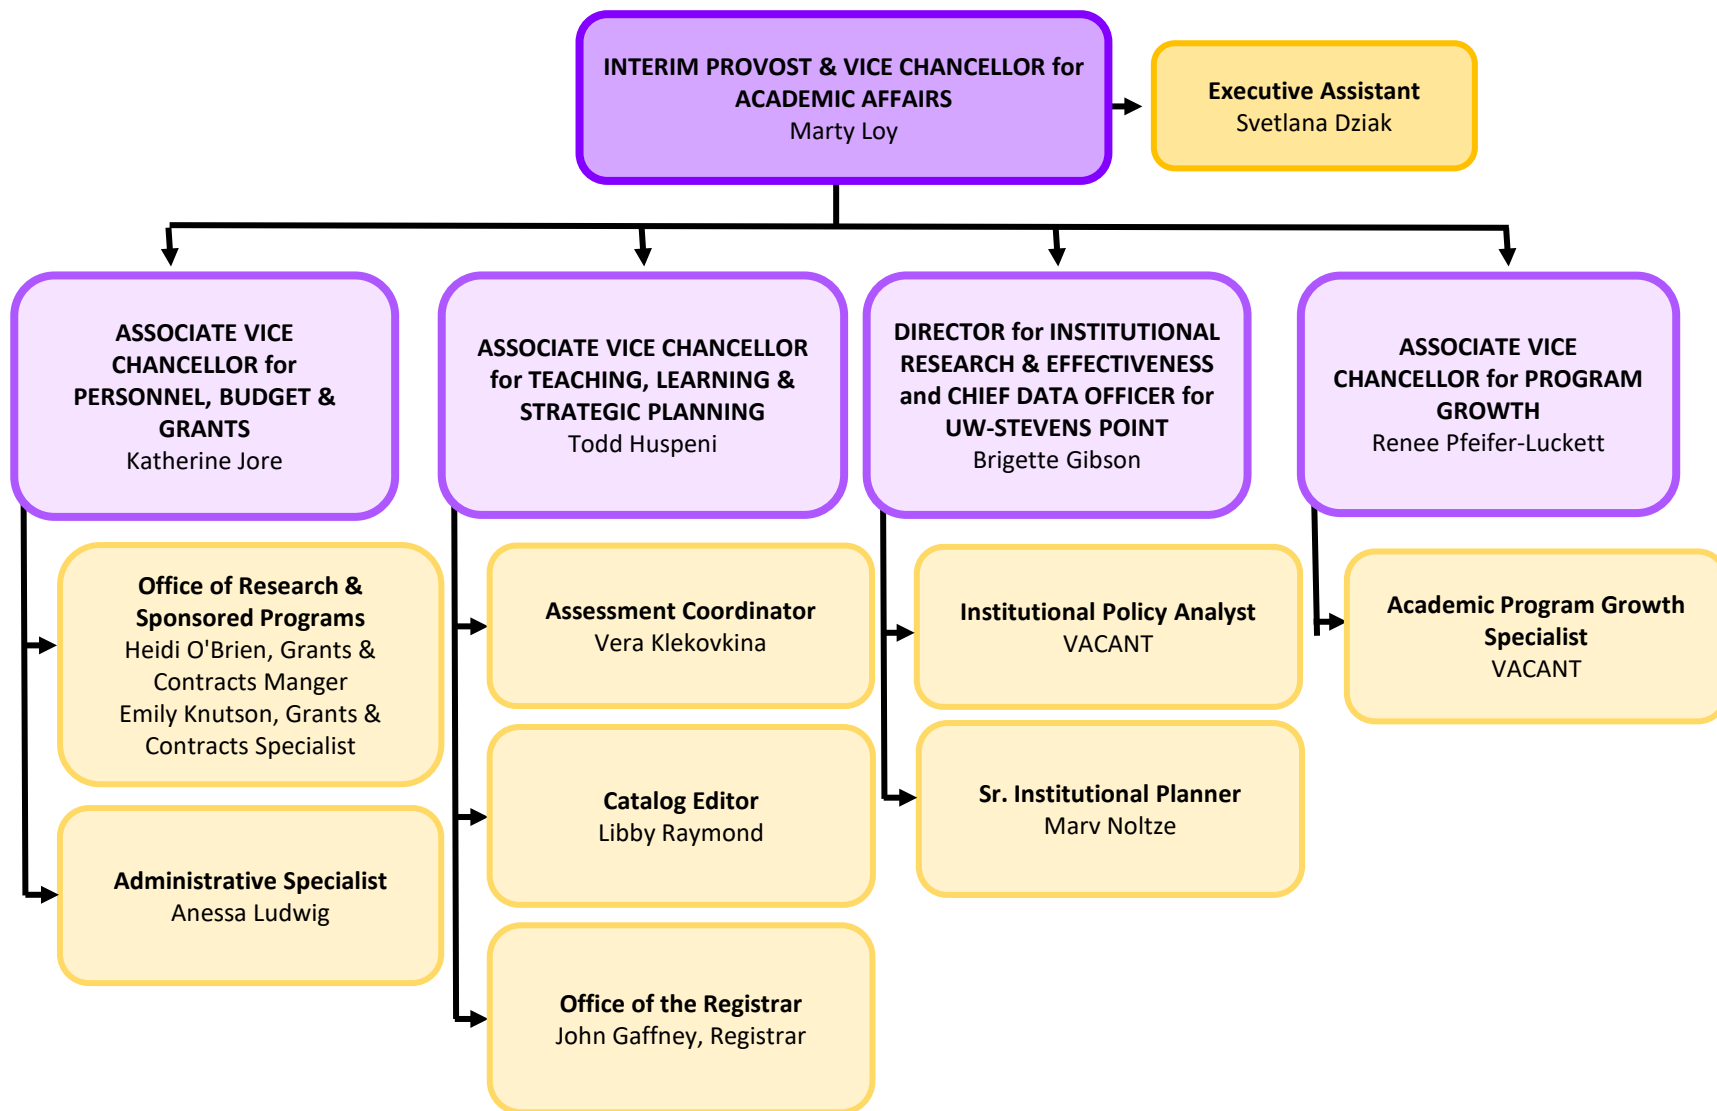 INTERIM PROVOST & VICE CHANCELLOR for
ACADEMIC AFFAIRS
Marty Loy
Executive Assistant
Svetlana Dziak
ASSOCIATE VICE
CHANCELLOR for
PERSONNEL, BUDGET &
GRANTS
Katherine Jore
ASSOCIATE VICE CHANCELLOR
for TEACHING, LEARNING &
STRATEGIC PLANNING
Todd Huspeni
DIRECTOR for INSTITUTIONAL
RESEARCH & EFFECTIVENESS
and CHIEF DATA OFFICER for
UW-STEVENS POINT
Brigette Gibson
ASSOCIATE VICE
CHANCELLOR for PROGRAM
GROWTH
Renee Pfeifer-Luckett
Office of Research &
Sponsored Programs
Heidi O'Brien, Grants &
Contracts Manger
Emily Knutson, Grants &
Contracts Specialist
Administrative Specialist
Anessa Ludwig
Assessment Coordinator
Vera Klekovkina
Catalog Editor
Libby Raymond
Office of the Registrar
John Gaffney, Registrar
Institutional Policy Analyst
VACANT
Sr. Institutional Planner
Marv Noltze
Academic Program Growth
Specialist
VACANT